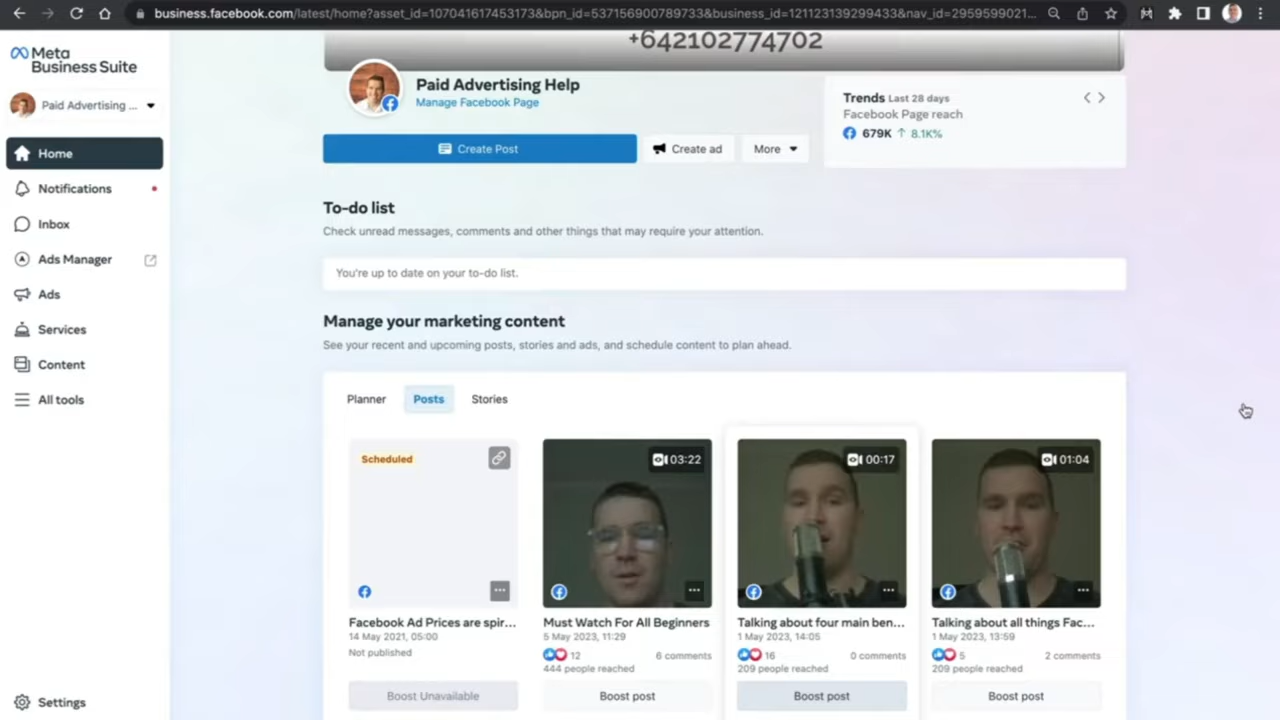 business.facebook.com/latest/home?asset_id=107041617453173&bpn_id=537156900789733&business_id=121123139299433&nav_id=2959599021...
Meta
Business Suite
Paid Advertising ...
Home
Notifications
Inbox
Ads Manager
Ads
Services
Content
All tools
Settings
+642102774702
Paid Advertising Help
Manage Facebook Page
Create Post
Create ad
More
Trends Last 28 days
Facebook Page reach
679K ↑ 8.1K%
To-do list
Check unread messages, comments and other things that may require your attention.
You're up to date on your to-do list.
Manage your marketing content
See your recent and upcoming posts, stories and ads, and schedule content to plan ahead.
Planner
Posts
Stories
Scheduled
Facebook Ad Prices are spir...
14 May 2021, 05:00
Not published
Boost Unavailable
03:22
Must Watch For All Beginners
5 May 2023, 11:29
12
6 comments
444 people reached
Boost post
00:17
Talking about four main ben...
1 May 2023, 14:05
16
0 comments
209 people reached
Boost post
01:04
Talking about all things Fac...
1 May 2023, 13:59
5
2 comments
209 people reached
Boost post